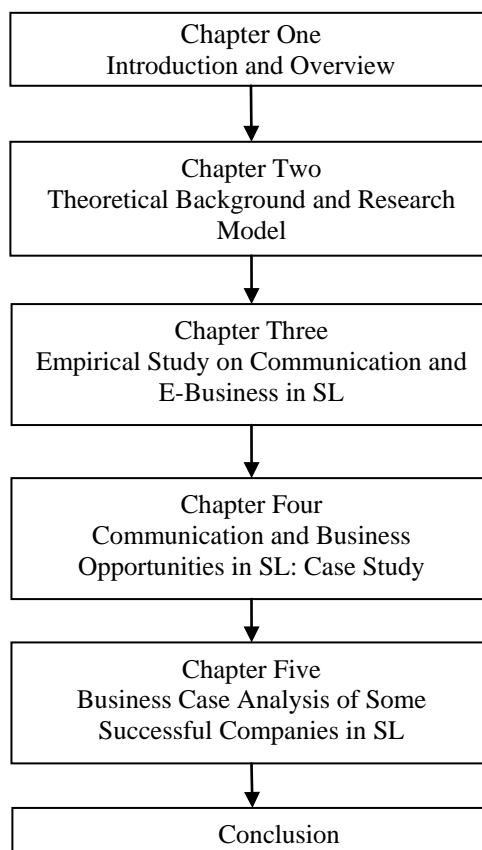 Chapter One
Introduction and Overview
Chapter Two
Theoretical Background and Research
Model
Chapter Three
Empirical Study on Communication and
E-Business in SL
Chapter Four
Communication and Business
Opportunities in SL: Case Study
Chapter Five
Business Case Analysis of Some
Successful Companies in SL
Conclusion